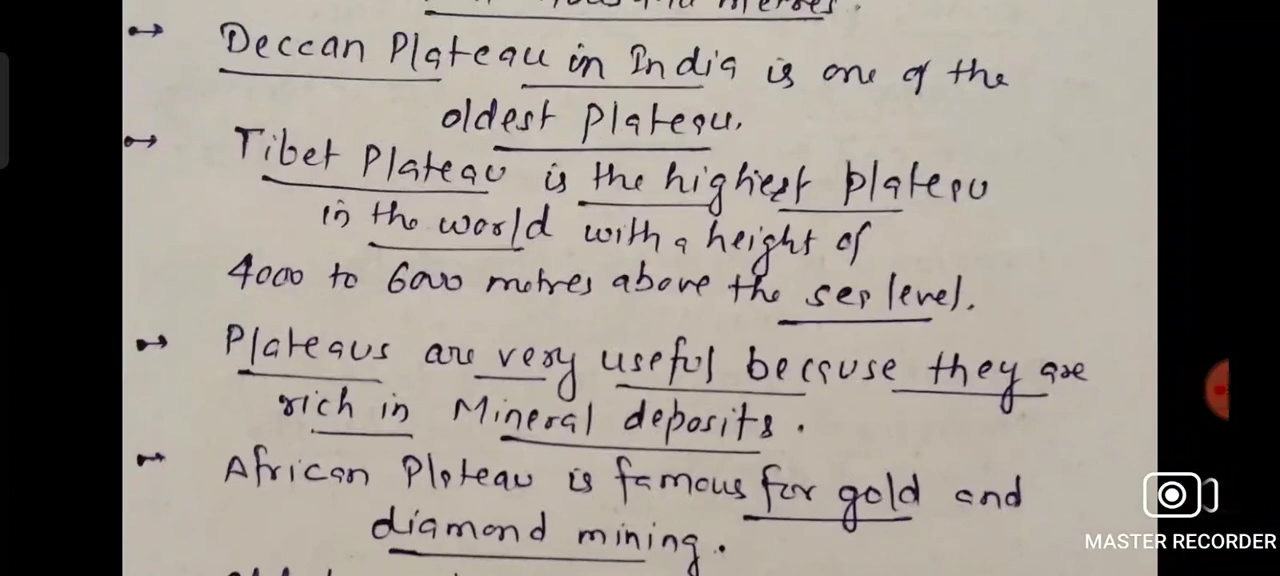 Deccan Plateau in India is one of the
oldest Plateau.
Tibet Plateau is the highest plateau
in the world with a height of
4000 to 6000 metres above the sea level.
Plateaus are very useful because they are
rich in Mineral deposits.
African Plateau is famous for gold and
diamond mining.
MASTER RECORDER